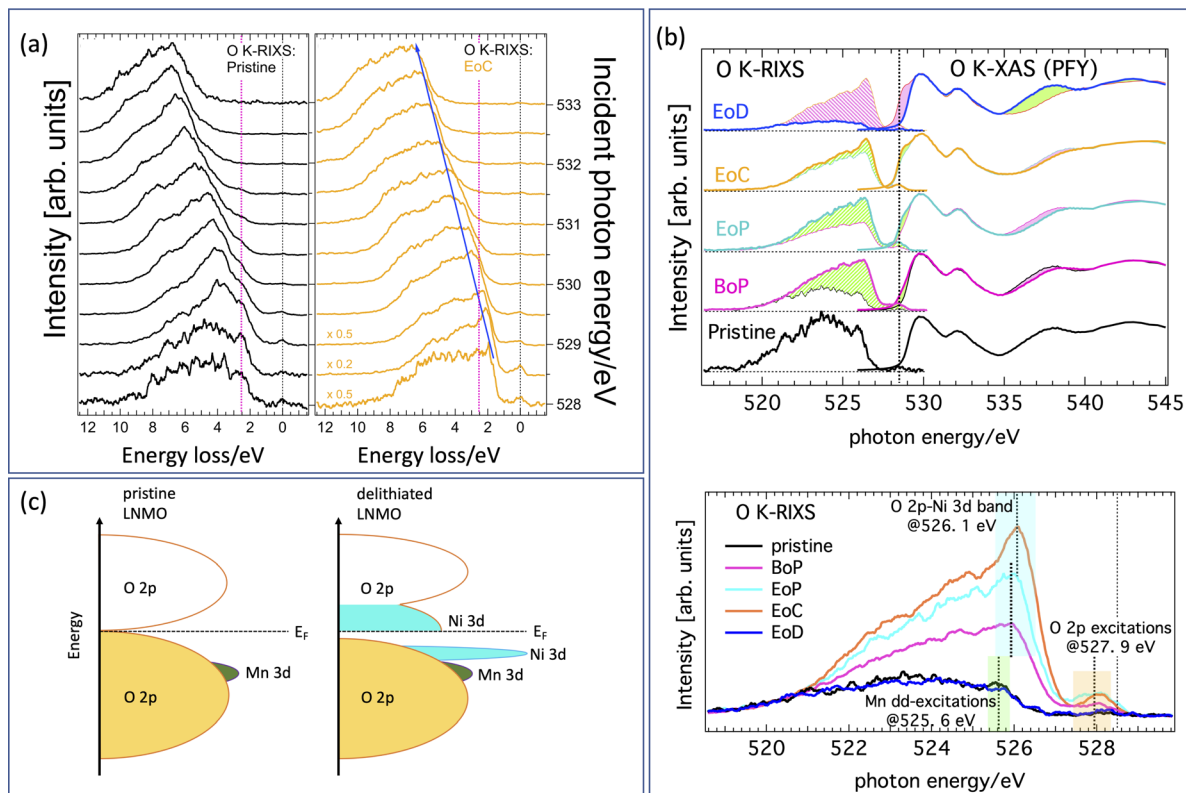 (a)
O K-RIXS:
Pristine
O K-RIXS:
EoC
Intensity [arb. units]
Incident photon energy/eV
533
532
531
530
529
528
x 0.5
x 0.2
x 0.5
12 10 8 6 4 2 0
12 10 8 6 4 2 0
Energy loss/eV
Energy loss/eV
(b)
O K-RIXS
O K-XAS (PFY)
EoD
EoC
EoP
BoP
Pristine
Intensity [arb. units]
520 525 530 535 540 545
photon energy/eV
O K-RIXS
O 2p-Ni 3d band
@526. 1 eV
pristine
BoP
EoP
EoC
EoD
O 2p excitations
@527. 9 eV
Mn dd-excitations
@525. 6 eV
Intensity [arb. units]
520 522 524 526 528
photon energy/eV
(c)
pristine
LNMO
delithiated
LNMO
Energy
O 2p
O 2p
Ni 3d
E_F
E_F
Ni 3d
Mn 3d
Mn 3d
O 2p
O 2p